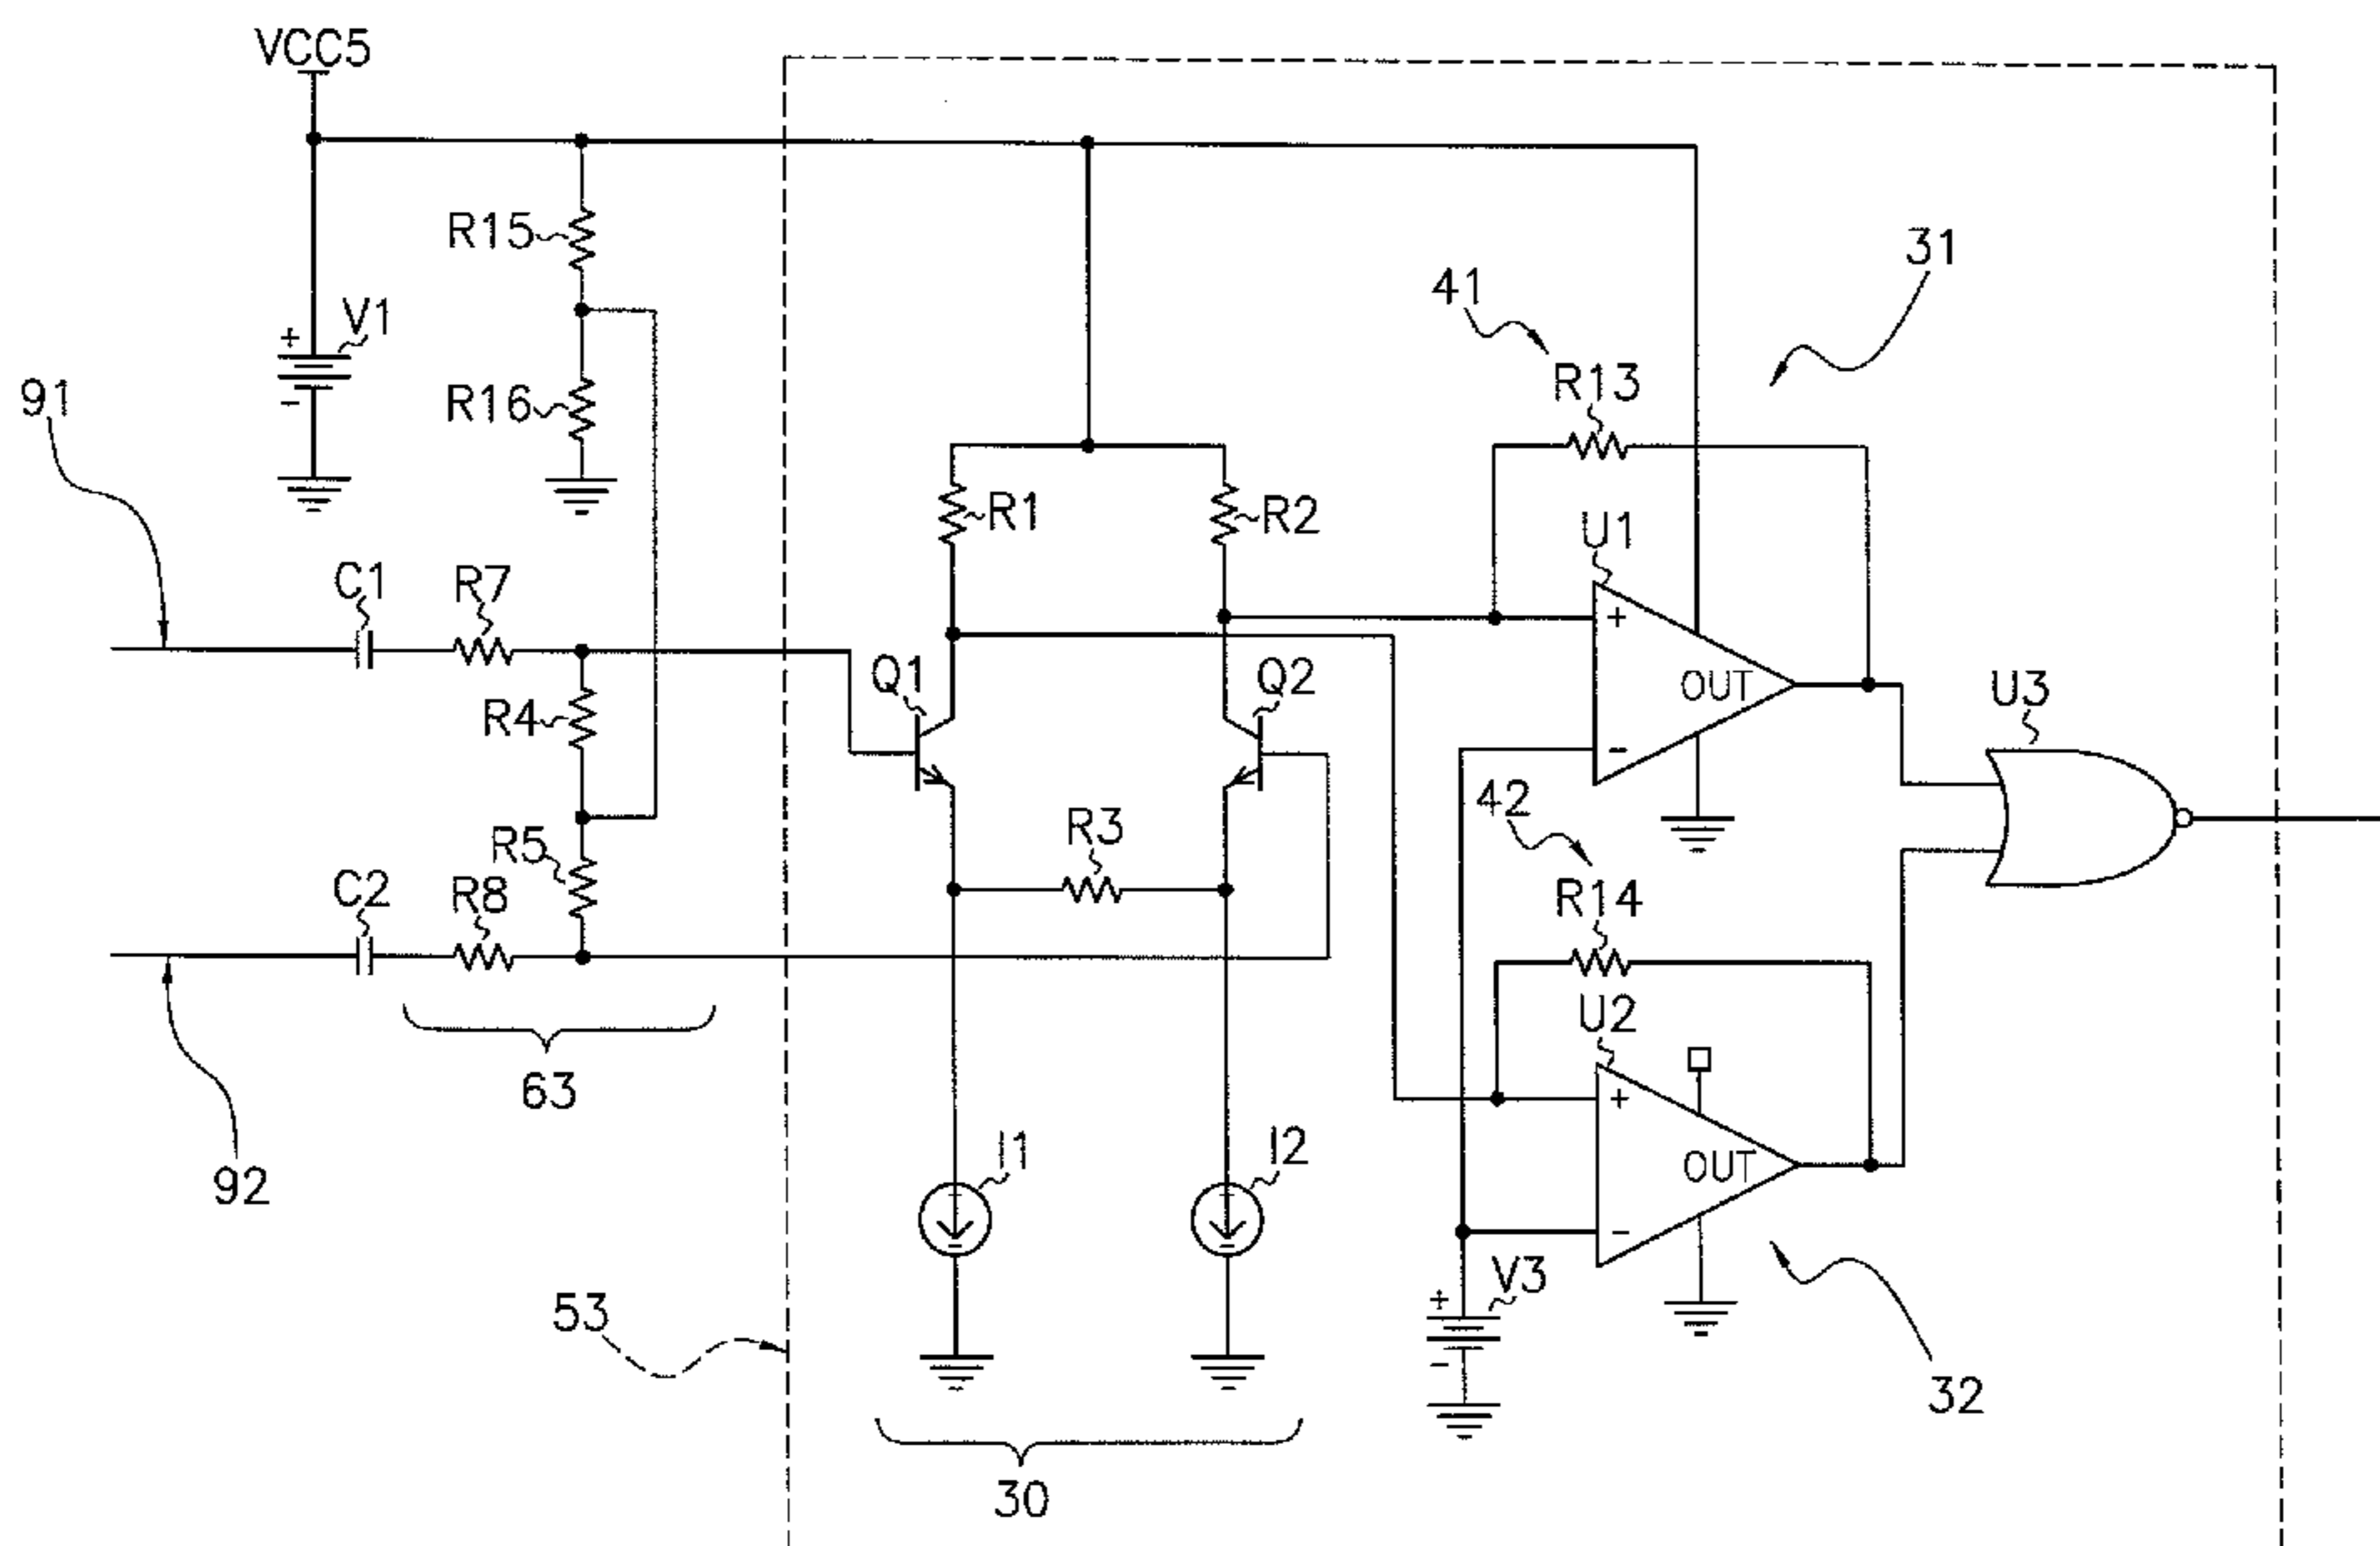 VCC5
R15
V1
+
-
R16
91
31
41
R13
R1
R2
U1
C1
R7
+
Q1
Q2
OUT
U3
R4
-
42
R3
R5
R14
C2
R8
U2
+
63
I1
I2
OUT
92
-
V3
+
-
53
32
30